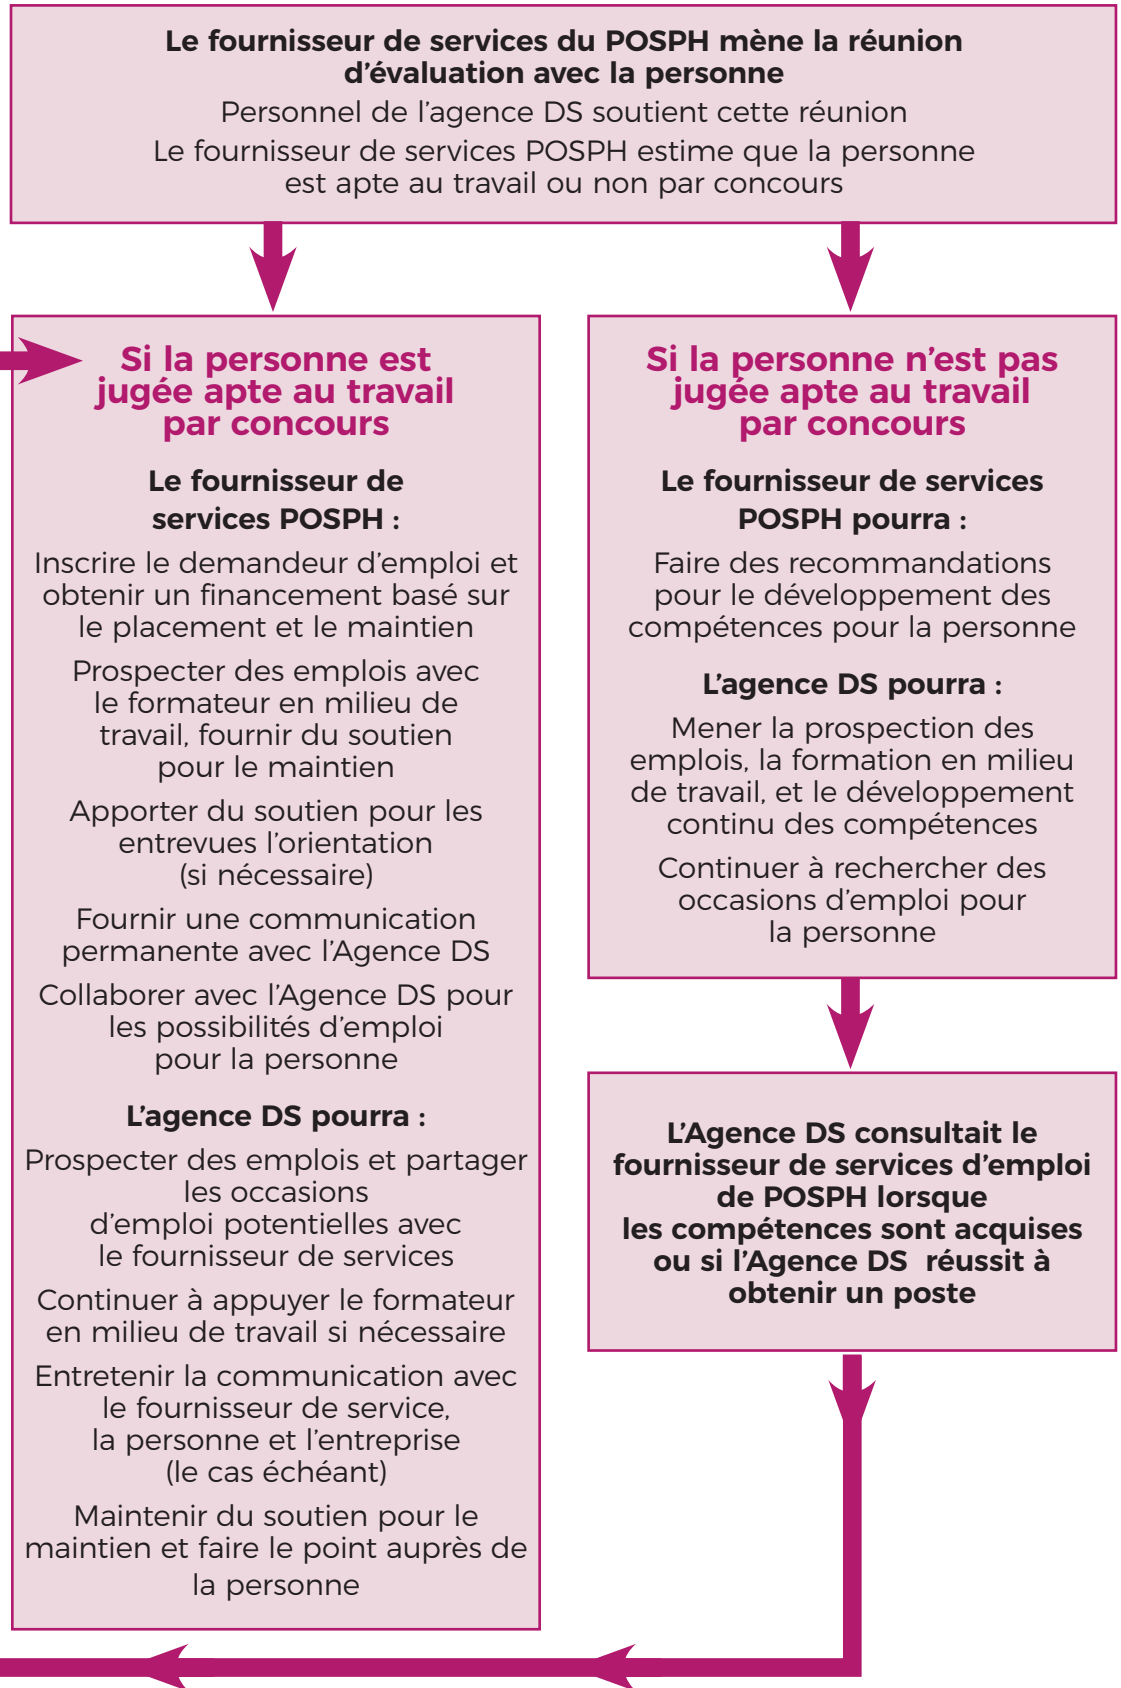 Le fournisseur de services du POSPH mène la réunion
d'évaluation avec la personne
Personnel de l'agence DS soutient cette réunion
Le fournisseur de services POSPH estime que la personne
est apte au travail ou non par concours
Si la personne est
jugée apte au travail
par concours
Le fournisseur de
services POSPH :
Inscrire le demandeur d'emploi et
obtenir un financement basé sur
le placement et le maintien
Prospecter des emplois avec
le formateur en milieu de
travail, fournir du soutien
pour le maintien
Apporter du soutien pour les
entrevues l'orientation
(si nécessaire)
Fournir une communication
permanente avec l'Agence DS
Collaborer avec l'Agence DS pour
les possibilités d'emploi
pour la personne
L'agence DS pourra :
Prospecter des emplois et partager
les occasions
d'emploi potentielles avec
le fournisseur de services
Continuer à appuyer le formateur
en milieu de travail si nécessaire
Entretenir la communication avec
le fournisseur de service,
la personne et l'entreprise
(le cas échéant)
Maintenir du soutien pour le
maintien et faire le point auprès de
la personne
Si la personne n'est pas
jugée apte au travail
par concours
Le fournisseur de services
POSPH pourra :
Faire des recommandations
pour le développement des
compétences pour la personne
L'agence DS pourra :
Mener la prospection des
emplois, la formation en milieu
de travail, et le développement
continu des compétences
Continuer à rechercher des
occasions d'emploi pour
la personne
L'Agence DS consultait le
fournisseur de services d'emploi
de POSPH lorsque
les compétences sont acquises
ou si l'Agence DS  réussit à
obtenir un poste